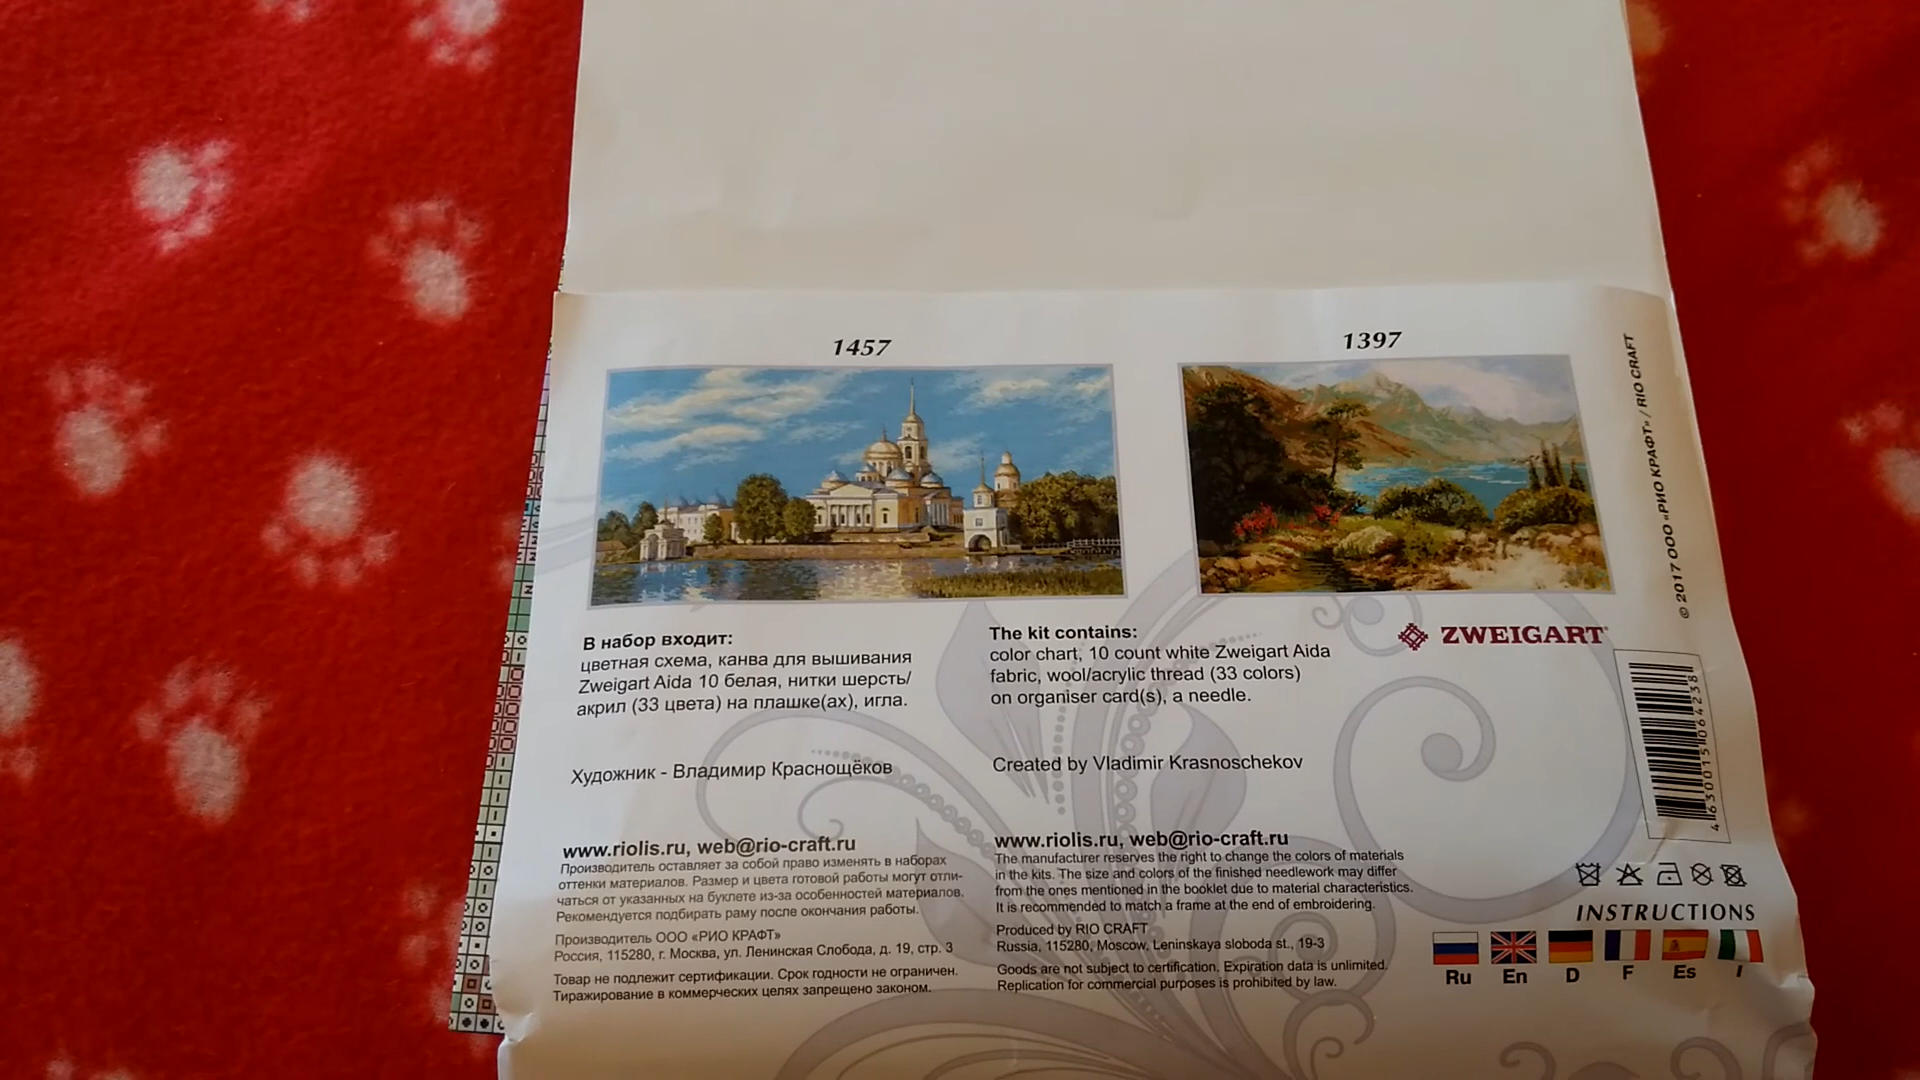 1457
1397
В набор входит:
цветная схема, канва для вышивания
Zweigart Aida 10 белая, нитки шерсть/
акрил (33 цвета) на плашке(ах), игла.
The kit contains:
color chart, 10 count white Zweigart Aida
fabric, wool/acrylic thread (33 colors)
on organiser card(s), a needle.
ZWEIGART
© 2017 ООО «РИО КРАФТ» / RIO CRAFT
Художник - Владимир Краснощёков
Created by Vladimir Krasnoschekov
4630015064238
www.riolis.ru, web@rio-craft.ru
Производитель оставляет за собой право изменять в наборах
оттенки материалов. Размер и цвета готовой работы могут отли-
чаться от указанных на буклете из-за особенностей материалов.
Рекомендуется подбирать раму после окончания работы.
Производитель ООО «РИО КРАФТ»
Россия, 115280, г. Москва, ул. Ленинская Слобода, д. 19, стр. 3
Товар не подлежит сертификации. Срок годности не ограничен.
Тиражирование в коммерческих целях запрещено законом.
www.riolis.ru, web@rio-craft.ru
The manufacturer reserves the right to change the colors of materials
in the kits. The size and colors of the finished needlework may differ
from the ones mentioned in the booklet due to material characteristics.
It is recommended to match a frame at the end of embroidering.
Produced by RIO CRAFT
Russia, 115280, Moscow, Leninskaya sloboda st., 19-3
Goods are not subject to certification. Expiration data is unlimited.
Replication for commercial purposes is prohibited by law.
INSTRUCTIONS
Ru En D F Es I